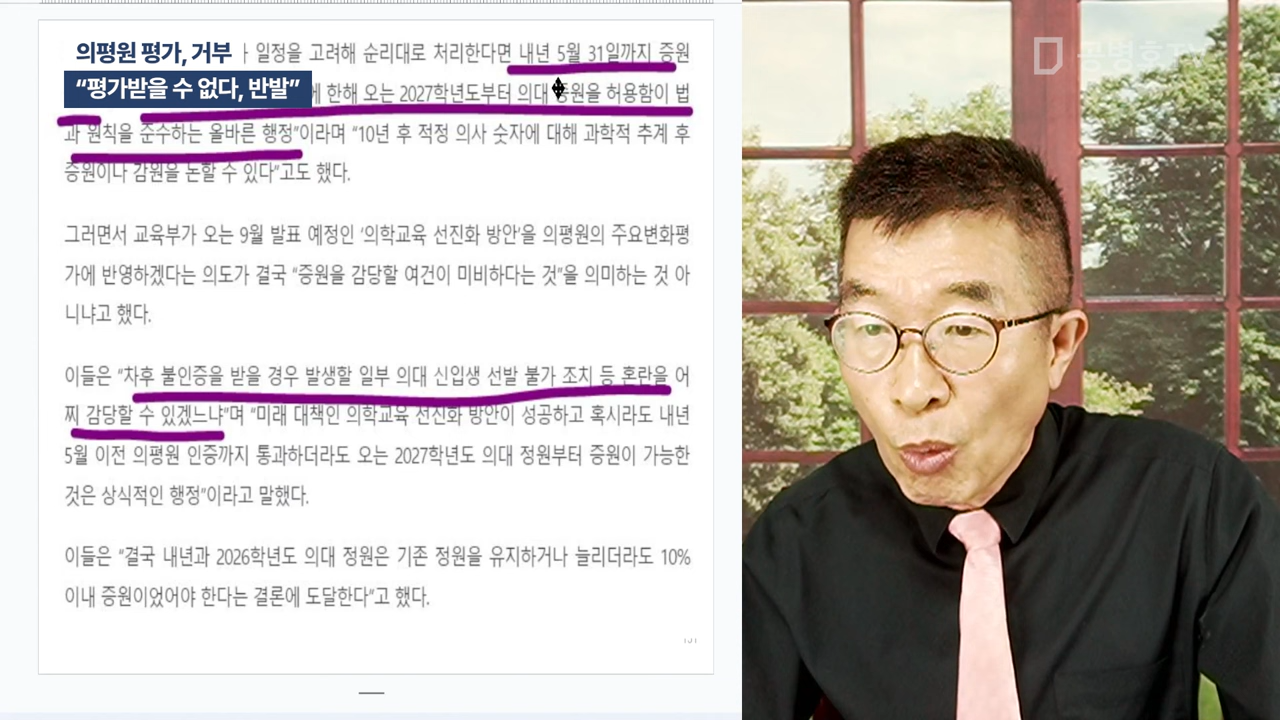 의평원 평가, 거부
“평가받을 수 없다, 반발”
일정을 고려해 순리대로 처리한다면 내년 5월 31일까지 증원
에 한해 오는 2027학년도부터 의대 증원을 허용함이 법
과 원칙을 준수하는 올바른 행정”이라며 “10년 후 적정 의사 숫자에 대해 과학적 추계 후
증원이나 감원을 논할 수 있다”고도 했다.
그러면서 교육부가 오는 9월 발표 예정인 ‘의학교육 선진화 방안’을 의평원의 주요변화평
가에 반영하겠다는 의도가 결국 “증원을 감당할 여건이 미비하다는 것”을 의미하는 것 아
니냐고 했다.
이들은 “차후 불인증을 받을 경우 발생할 일부 의대 신입생 선발 불가 조치 등 혼란을 어
찌 감당할 수 있겠느냐”며 “미래 대책인 의학교육 선진화 방안이 성공하고 혹시라도 내년
5월 이전 의평원 인증까지 통과하더라도 오는 2027학년도 의대 정원부터 증원이 가능한
것은 상식적인 행정”이라고 말했다.
이들은 “결국 내년과 2026학년도 의대 정원은 기존 정원을 유지하거나 늘리더라도 10%
이내 증원이었어야 한다는 결론에 도달한다”고 했다.
공병호TV